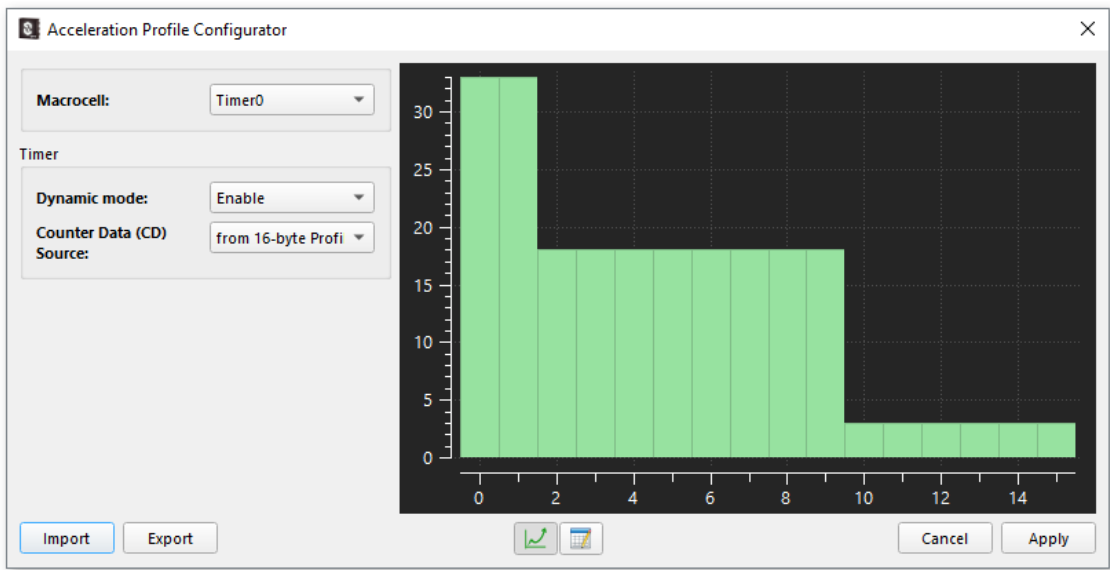 Acceleration Profile Configurator
Macrocell: Timer0
Timer
Dynamic mode: Enable
Counter Data (CD)
Source: from 16-byte Profi
30
25
20
15
10
5
0
0 2 4 6 8 10 12 14
Import Export Cancel Apply